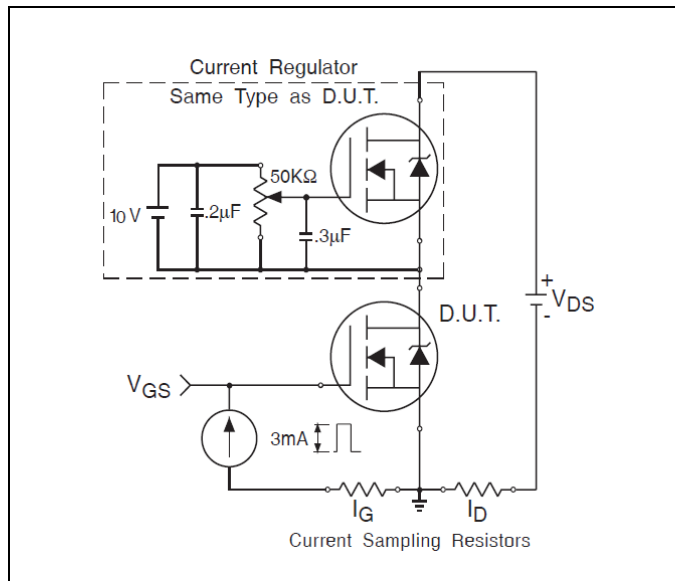 Current Regulator
Same Type as D.U.T.
50KΩ
10 V
.2μF
.3μF
+
VDS
-
D.U.T.
VGS
3mA
IG
ID
Current Sampling Resistors